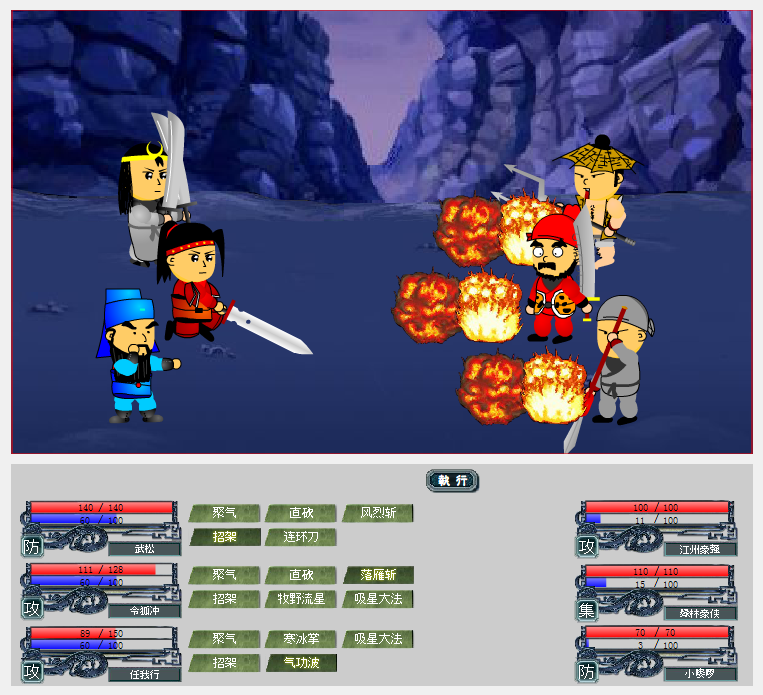 執行
140 / 140
60 / 100
防 武松
聚气 直砍 风烈斩
招架 连环刀
111 / 128
60 / 100
攻 令狐冲
聚气 直砍 落雁斩
招架 牧野流星 吸星大法
89 / 150
60 / 100
攻 任我行
聚气 寒冰掌 吸星大法
招架 气功波
100 / 100
11 / 100
攻 江州豪强
110 / 110
15 / 100
集 绿林豪侠
70 / 70
3 / 100
防 小喽啰